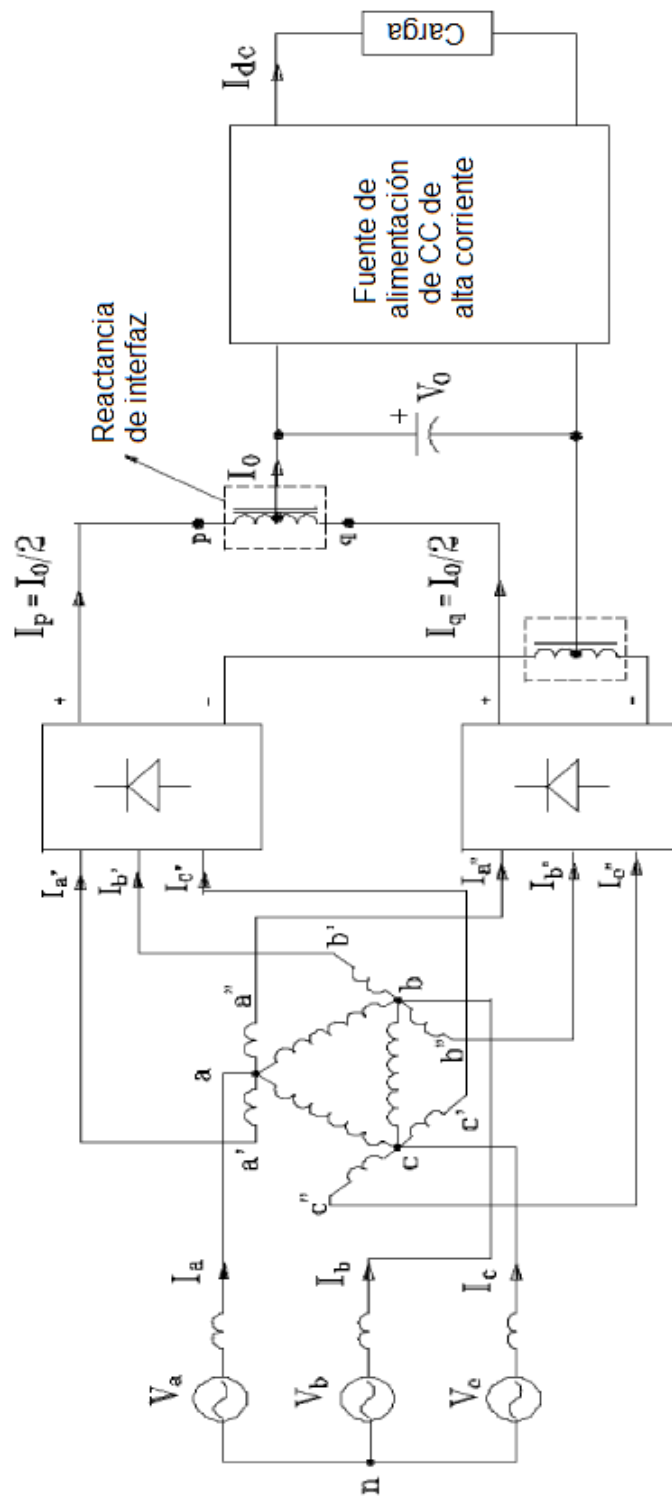 V_a
V_b
V_c
n
I_a
I_b
I_c
a
a'
a"
b
b'
b"
c
c'
c"
I_a'
I_b'
I_c'
I_a"
I_b"
I_c"
+
-
+
-
I_p = I_0/2
I_q = I_0/2
p
q
Reactancia
de interfaz
I_0
+
V_0
Fuente de
alimentación
de CC de
alta corriente
I_dc
Carga